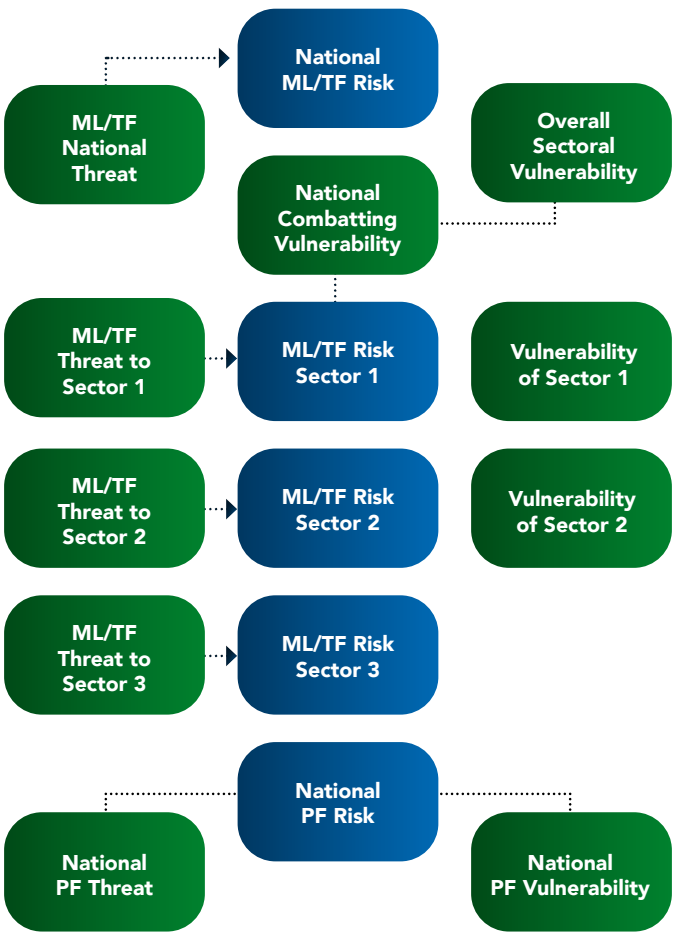 National
ML/TF Risk
ML/TF
National
Threat
Overall
Sectoral
Vulnerability
National
Combatting
Vulnerability
ML/TF
Threat to
Sector 1
ML/TF Risk
Sector 1
Vulnerability
of Sector 1
ML/TF
Threat to
Sector 2
ML/TF Risk
Sector 2
Vulnerability
of Sector 2
ML/TF
Threat to
Sector 3
ML/TF Risk
Sector 3
National
PF Risk
National
PF Threat
National
PF Vulnerability